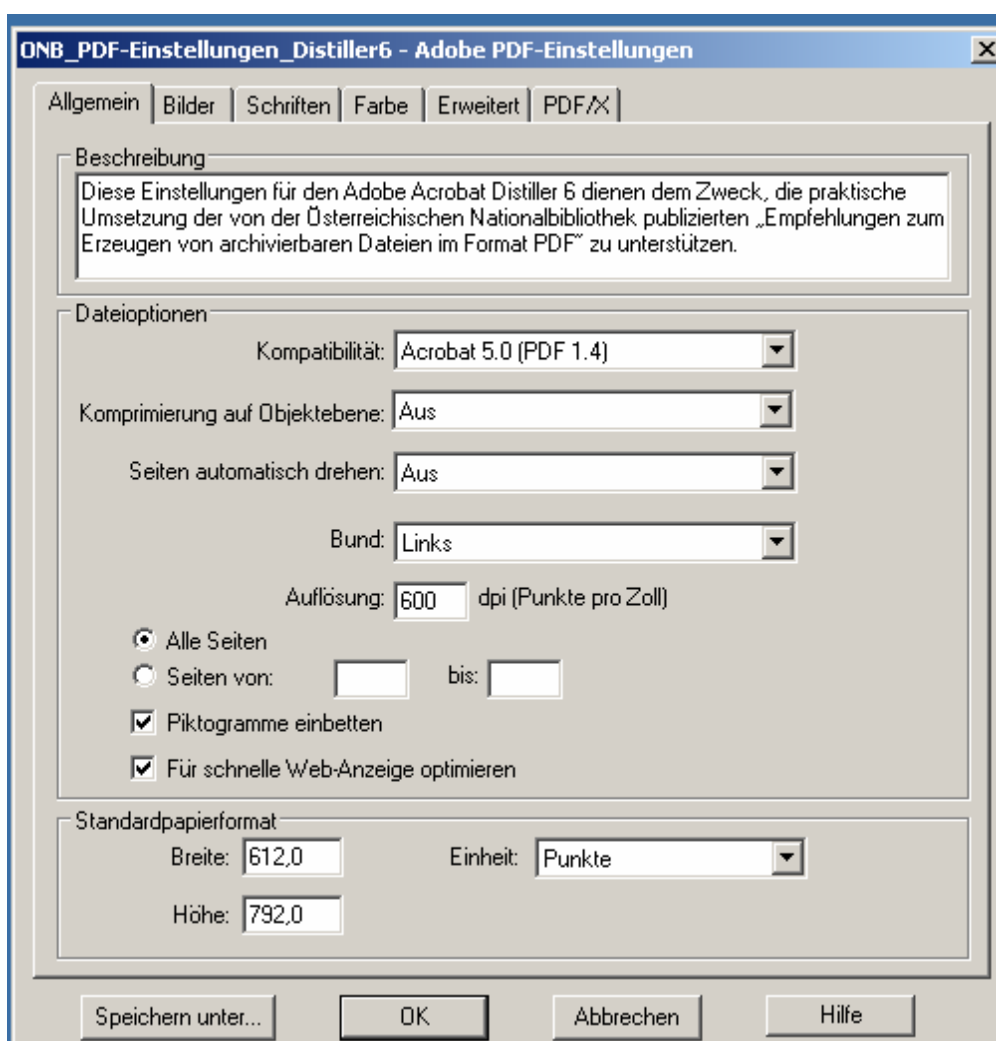 ONB_PDF-Einstellungen_Distiller6 - Adobe PDF-Einstellungen
Allgemein Bilder Schriften Farbe Erweitert PDF/X
Beschreibung
Diese Einstellungen für den Adobe Acrobat Distiller 6 dienen dem Zweck, die praktische
Umsetzung der von der Österreichischen Nationalbibliothek publizierten „Empfehlungen zum
Erzeugen von archivierbaren Dateien im Format PDF“ zu unterstützen.
Dateioptionen
Kompatibilität: Acrobat 5.0 (PDF 1.4)
Komprimierung auf Objektebene: Aus
Seiten automatisch drehen: Aus
Bund: Links
Auflösung: 600 dpi (Punkte pro Zoll)
Alle Seiten
Seiten von: bis:
Piktogramme einbetten
Für schnelle Web-Anzeige optimieren
Standardpapierformat
Breite: 612,0 Einheit: Punkte
Höhe: 792,0
Speichern unter... OK Abbrechen Hilfe